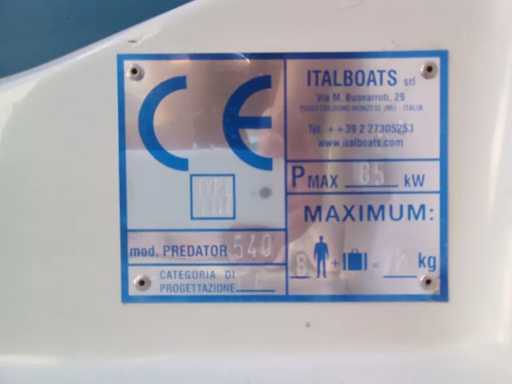 CE
ITALBOATS srl
Via M. Buonarroti, 29
Tel. ++39 2 27305253
www.italboats.com
P MAX 85 kW
MAXIMUM:
mod. PREDATOR 540
+ = kg
CATEGORIA DI
PROGETTAZIONE